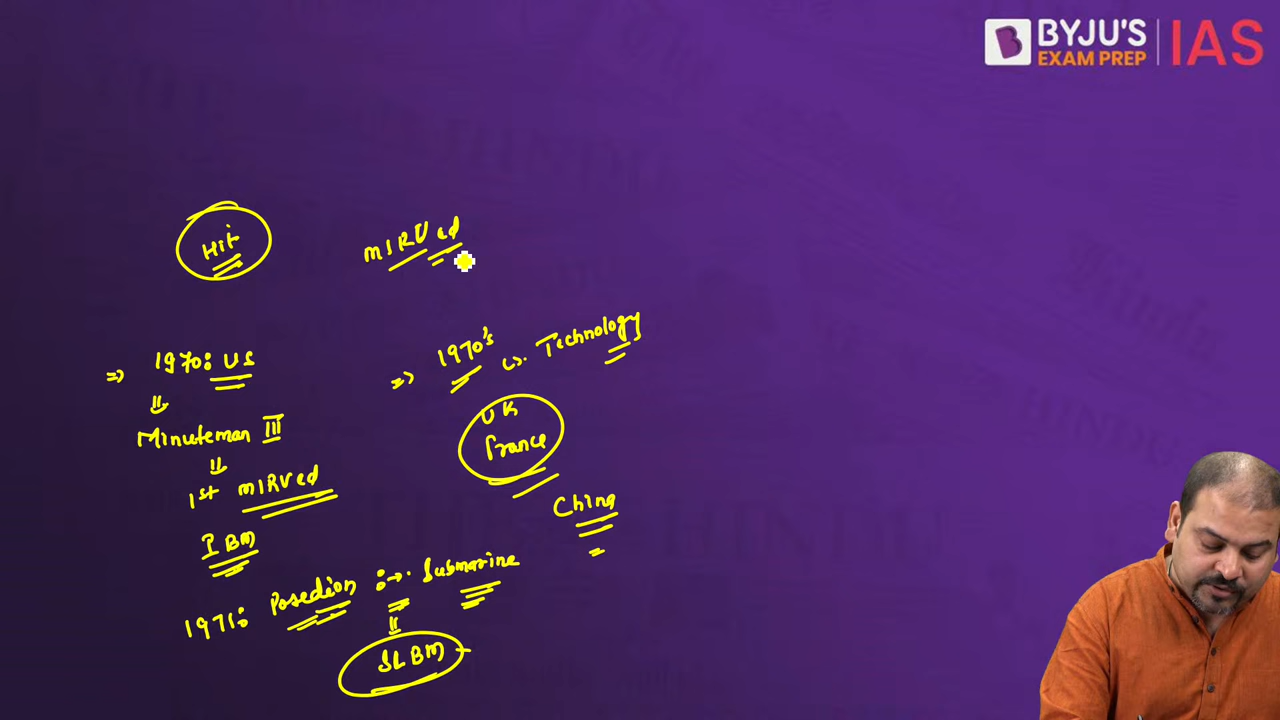 BYJU'S
EXAM PREP
IAS
Hit
MIRVed
=> 1970: US
Minuteman III
1st MIRVed
IBM
1971: Posedion :→. Submarine
SLBM
=> 1970's
Technology
UK
France
China